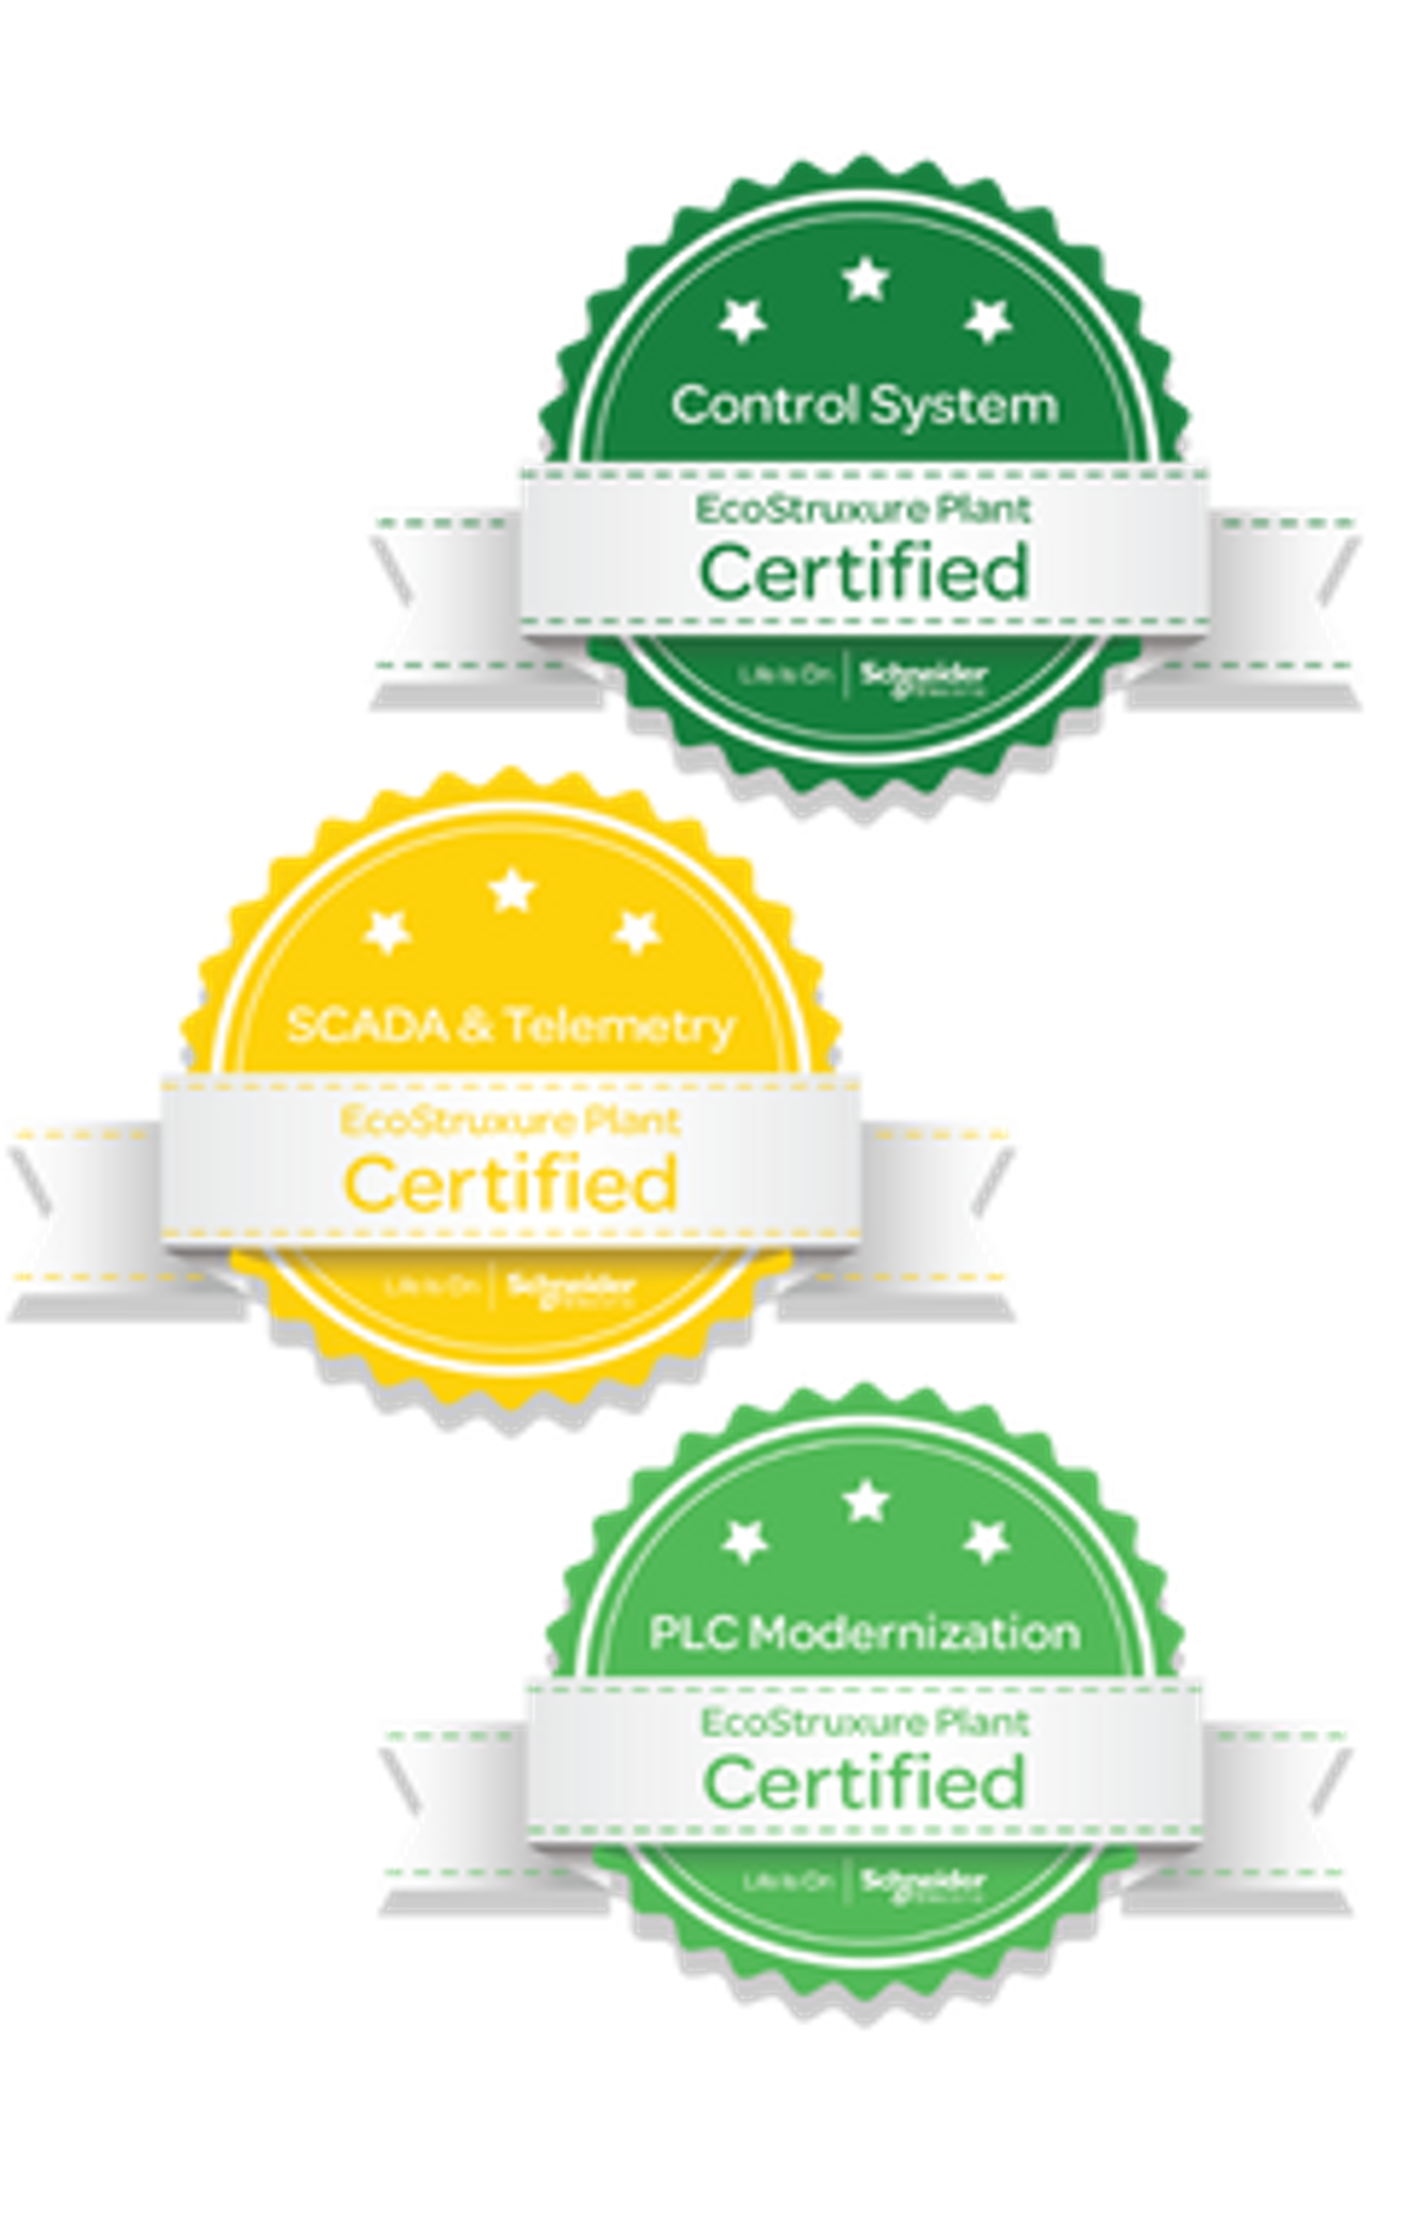 Control System
EcoStruxure Plant
Certified
Life Is On | Schneider
SCADA & Telemetry
EcoStruxure Plant
Certified
Life Is On | Schneider
PLC Modernization
EcoStruxure Plant
Certified
Life Is On | Schneider